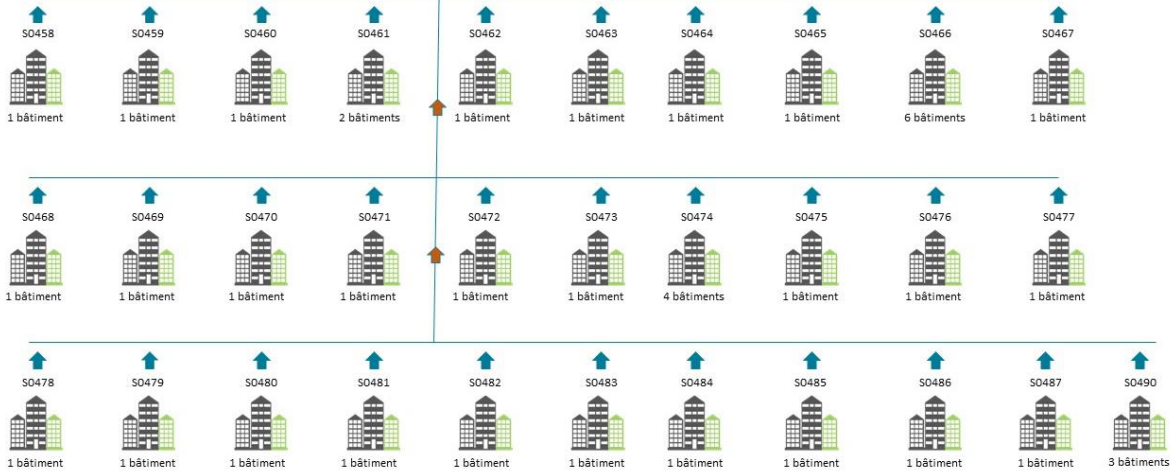 S0458 S0459 S0460 S0461 S0462 S0463 S0464 S0465 S0466 S0467
1 bâtiment 1 bâtiment 1 bâtiment 2 bâtiments 1 bâtiment 1 bâtiment 1 bâtiment 1 bâtiment 6 bâtiments 1 bâtiment
S0468 S0469 S0470 S0471 S0472 S0473 S0474 S0475 S0476 S0477
1 bâtiment 1 bâtiment 1 bâtiment 1 bâtiment 1 bâtiment 1 bâtiment 4 bâtiments 1 bâtiment 1 bâtiment 1 bâtiment
S0478 S0479 S0480 S0481 S0482 S0483 S0484 S0485 S0486 S0487 S0490
1 bâtiment 1 bâtiment 1 bâtiment 1 bâtiment 1 bâtiment 1 bâtiment 1 bâtiment 1 bâtiment 1 bâtiment 1 bâtiment 3 bâtiments